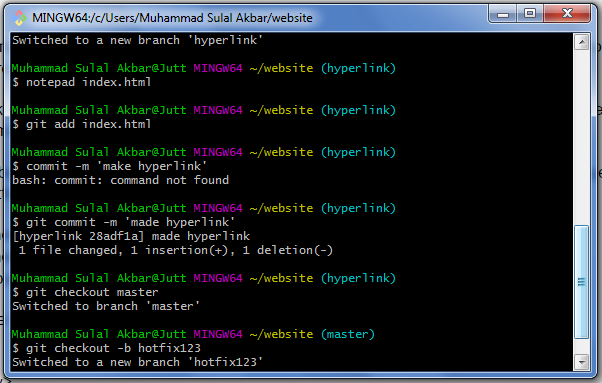 MINGW64:/c/Users/Muhammad Sulal Akbar/website
Switched to a new branch 'hyperlink'
Muhammad Sulal Akbar@Jutt MINGW64 ~/website (hyperlink)
$ notepad index.html
Muhammad Sulal Akbar@Jutt MINGW64 ~/website (hyperlink)
$ git add index.html
Muhammad Sulal Akbar@Jutt MINGW64 ~/website (hyperlink)
$ commit -m 'make hyperlink'
bash: commit: command not found
Muhammad Sulal Akbar@Jutt MINGW64 ~/website (hyperlink)
$ git commit -m 'made hyperlink'
[hyperlink 28adf1a] made hyperlink
 1 file changed, 1 insertion(+), 1 deletion(-)
Muhammad Sulal Akbar@Jutt MINGW64 ~/website (hyperlink)
$ git checkout master
Switched to branch 'master'
Muhammad Sulal Akbar@Jutt MINGW64 ~/website (master)
$ git checkout -b hotfix123
Switched to a new branch 'hotfix123'